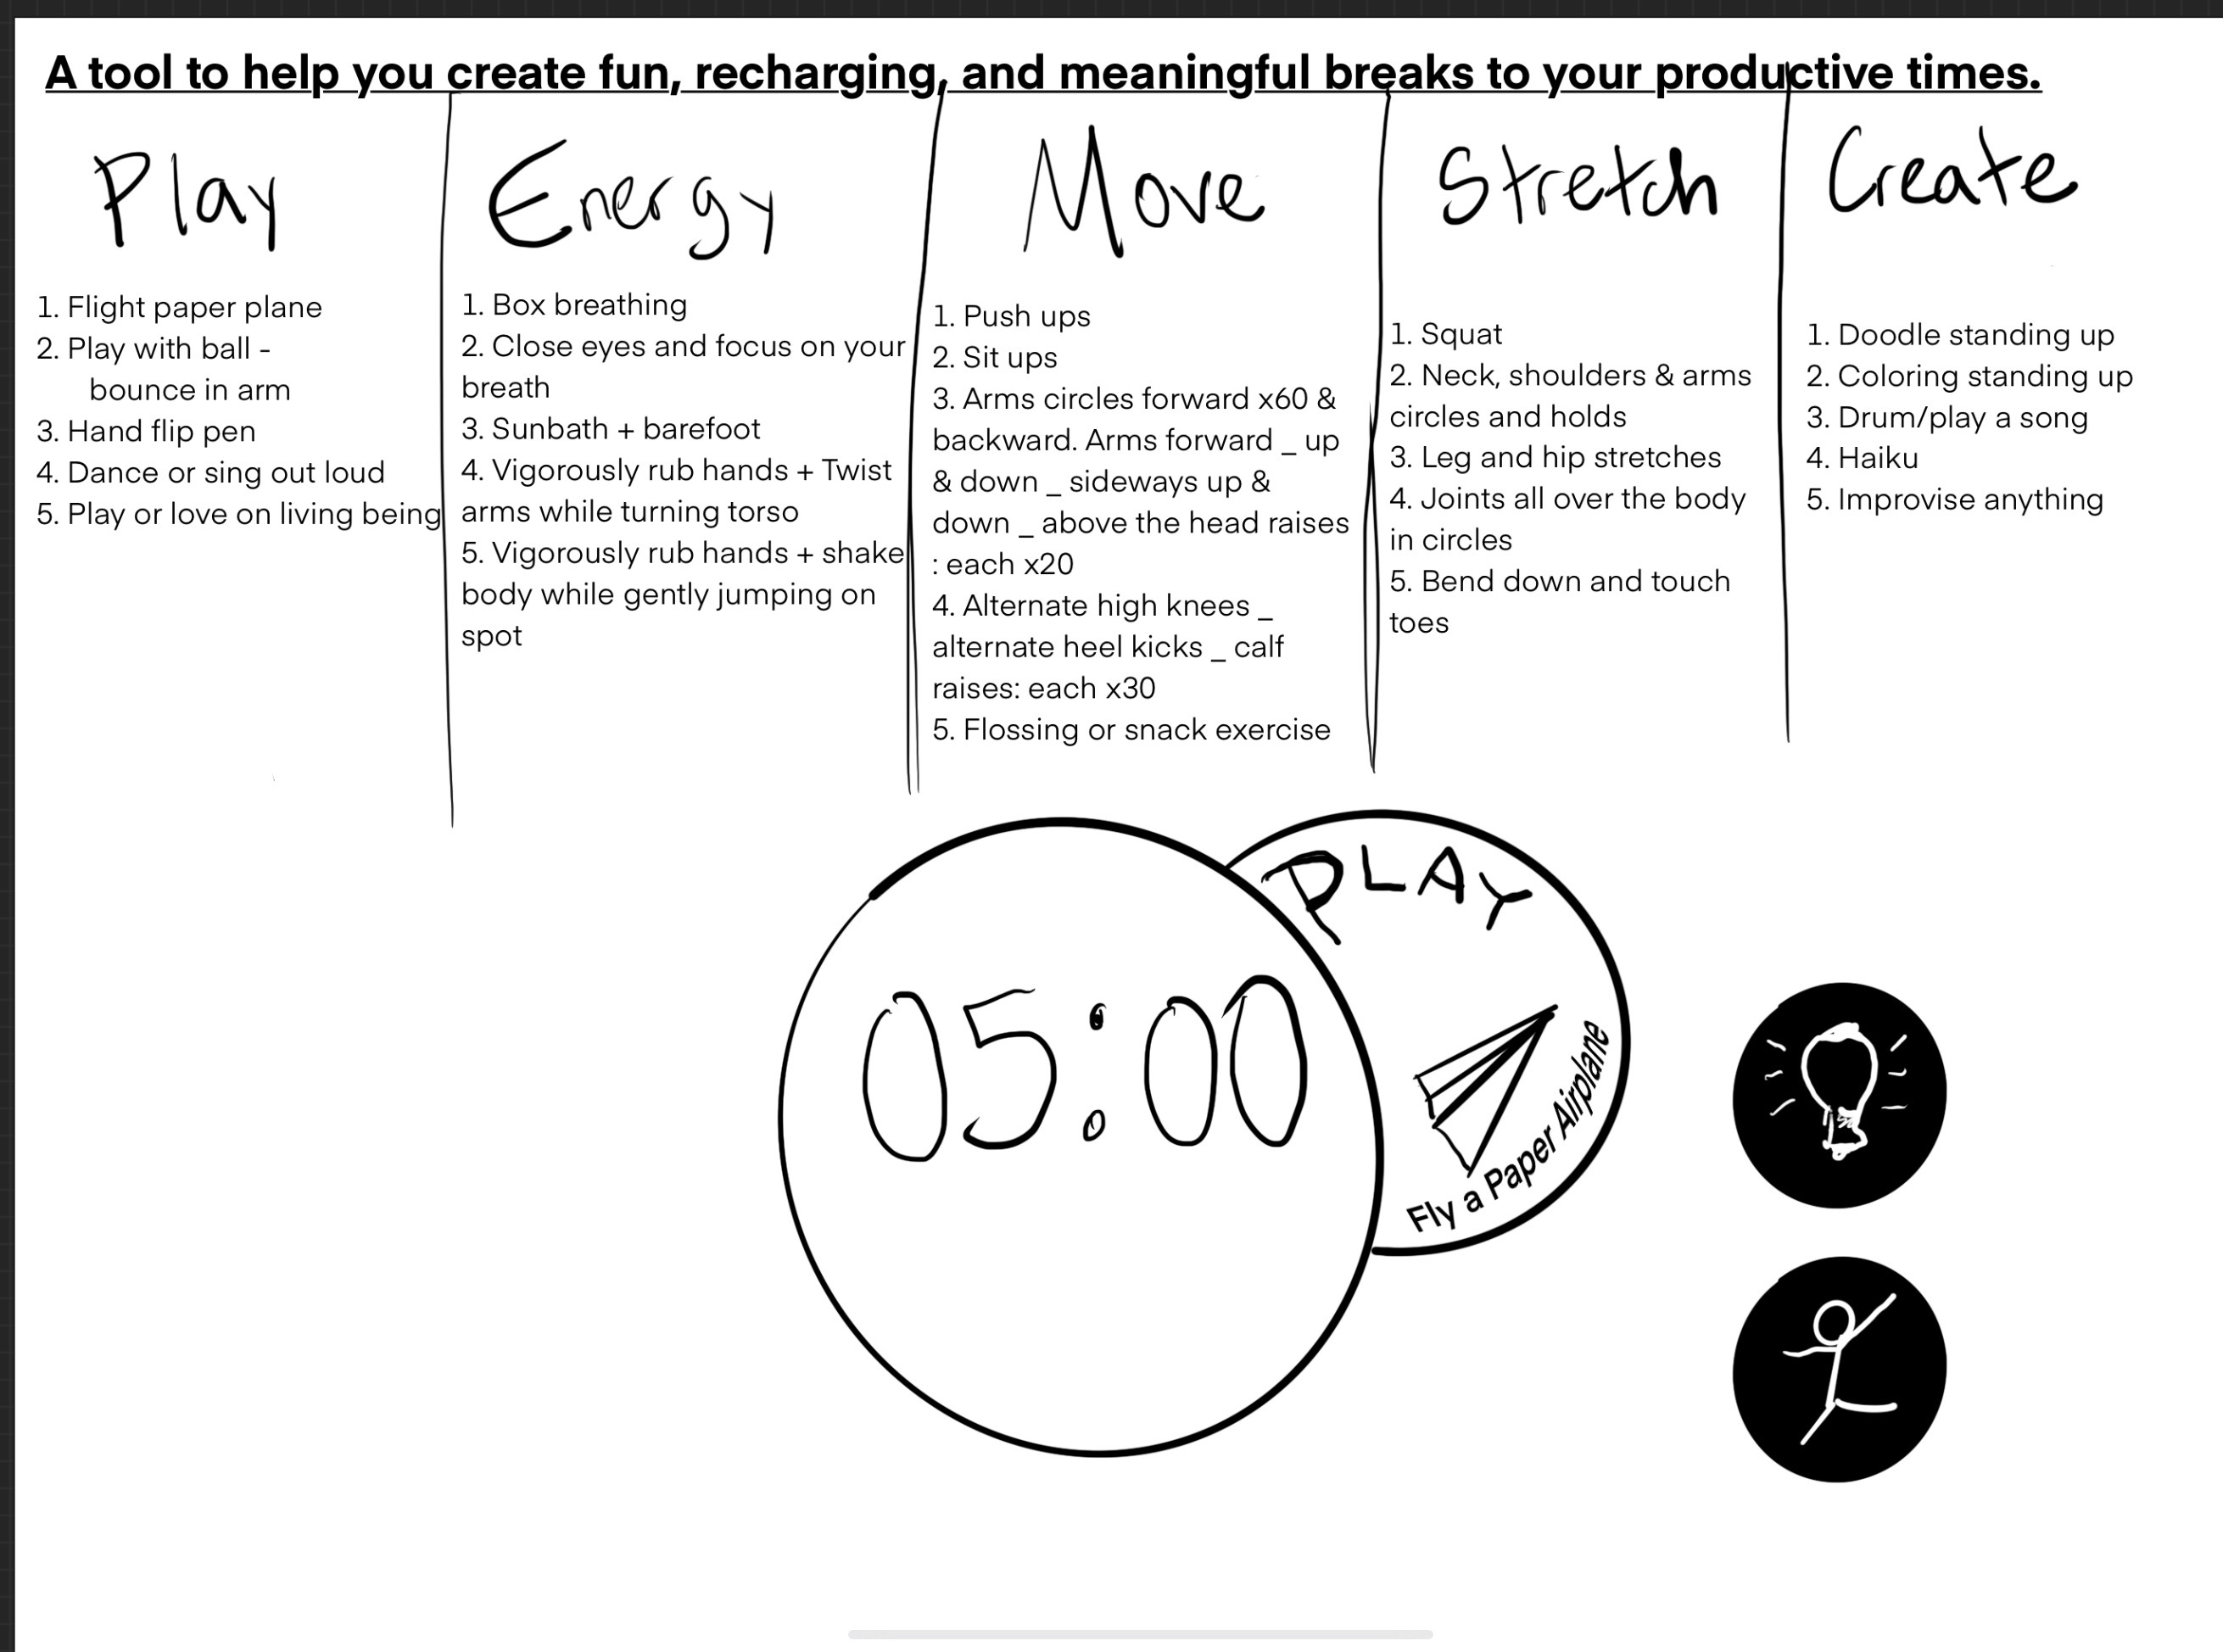 A tool to help you create fun, recharging, and meaningful breaks to your productive times.
Play
1. Flight paper plane
2. Play with ball -
bounce in arm
3. Hand flip pen
4. Dance or sing out loud
5. Play or love on living being
Energy
1. Box breathing
2. Close eyes and focus on your
breath
3. Sunbath + barefoot
4. Vigorously rub hands + Twist
arms while turning torso
5. Vigorously rub hands + shake
body while gently jumping on
spot
Move
1. Push ups
2. Sit ups
3. Arms circles forward x60 &
backward. Arms forward _ up
& down _ sideways up &
down _ above the head raises
: each x20
4. Alternate high knees _
alternate heel kicks _ calf
raises: each x30
5. Flossing or snack exercise
Stretch
1. Squat
2. Neck, shoulders & arms
circles and holds
3. Leg and hip stretches
4. Joints all over the body
in circles
5. Bend down and touch
toes
Create
1. Doodle standing up
2. Coloring standing up
3. Drum/play a song
4. Haiku
5. Improvise anything
05:00
PLAY
Fly a Paper Airplane